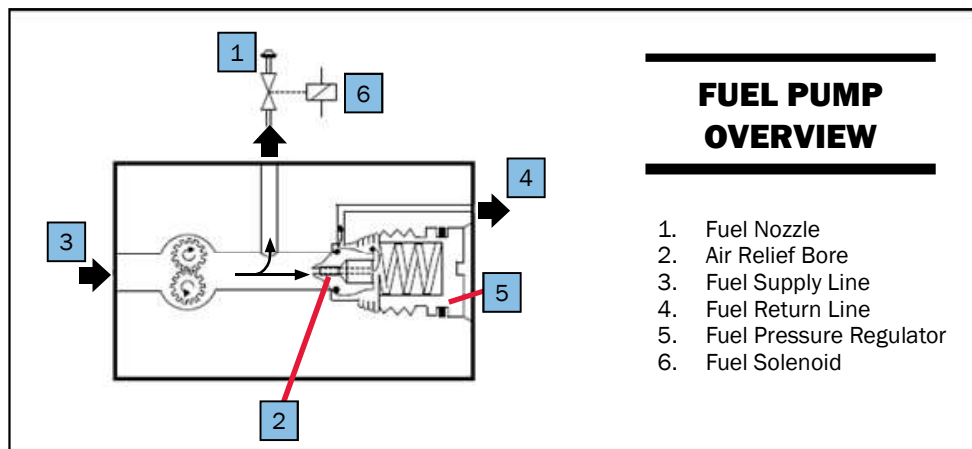 1
6
4
3
5
2
FUEL PUMP
OVERVIEW
1. Fuel Nozzle
2. Air Relief Bore
3. Fuel Supply Line
4. Fuel Return Line
5. Fuel Pressure Regulator
6. Fuel Solenoid